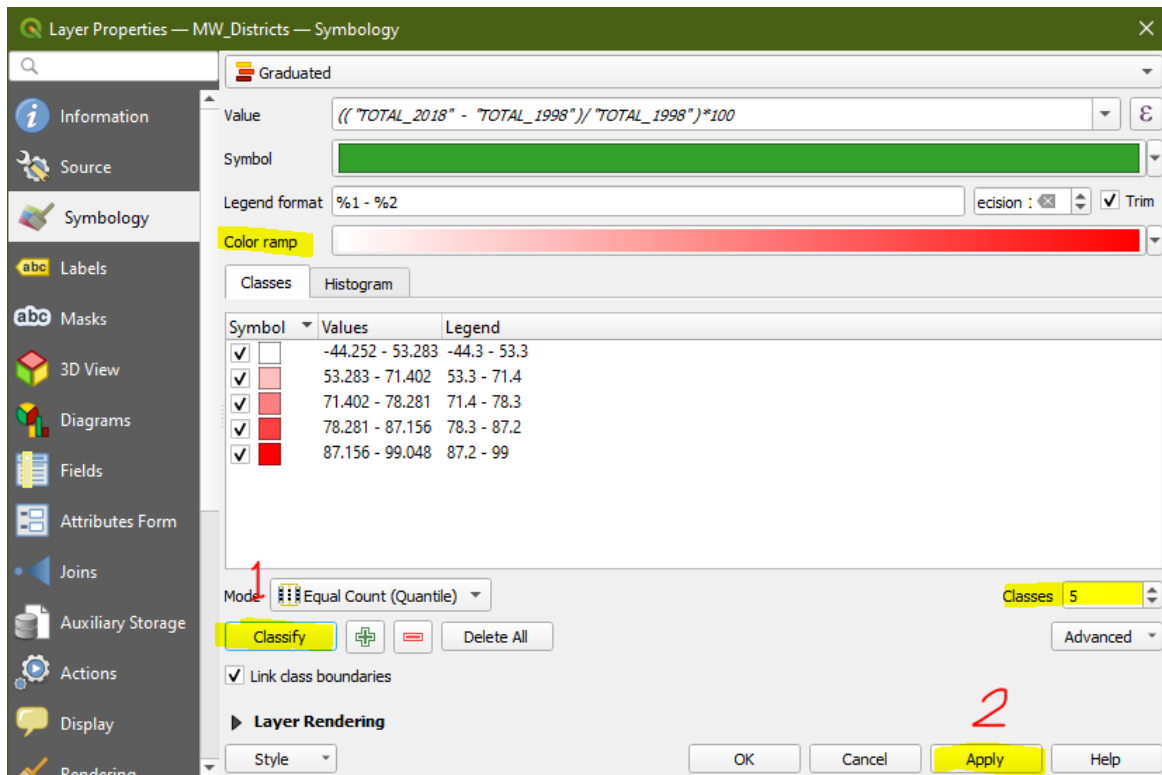 Layer Properties — MW_Districts — Symbology
Information
Source
Symbology
Labels
Masks
3D View
Diagrams
Fields
Attributes Form
Joins
Auxiliary Storage
Actions
Display
Rendering
Graduated
Value (( "TOTAL_2018" - "TOTAL_1998")/ "TOTAL_1998")*100 ε
Symbol
Legend format %1 - %2 ecision 1 Trim
Color ramp
Classes Histogram
Symbol Values Legend
-44.252 - 53.283 -44.3 - 53.3
53.283 - 71.402 53.3 - 71.4
71.402 - 78.281 71.4 - 78.3
78.281 - 87.156 78.3 - 87.2
87.156 - 99.048 87.2 - 99
1
Mode Equal Count (Quantile) Classes 5
Classify Delete All Advanced
Link class boundaries
Layer Rendering
2
Style OK Cancel Apply Help